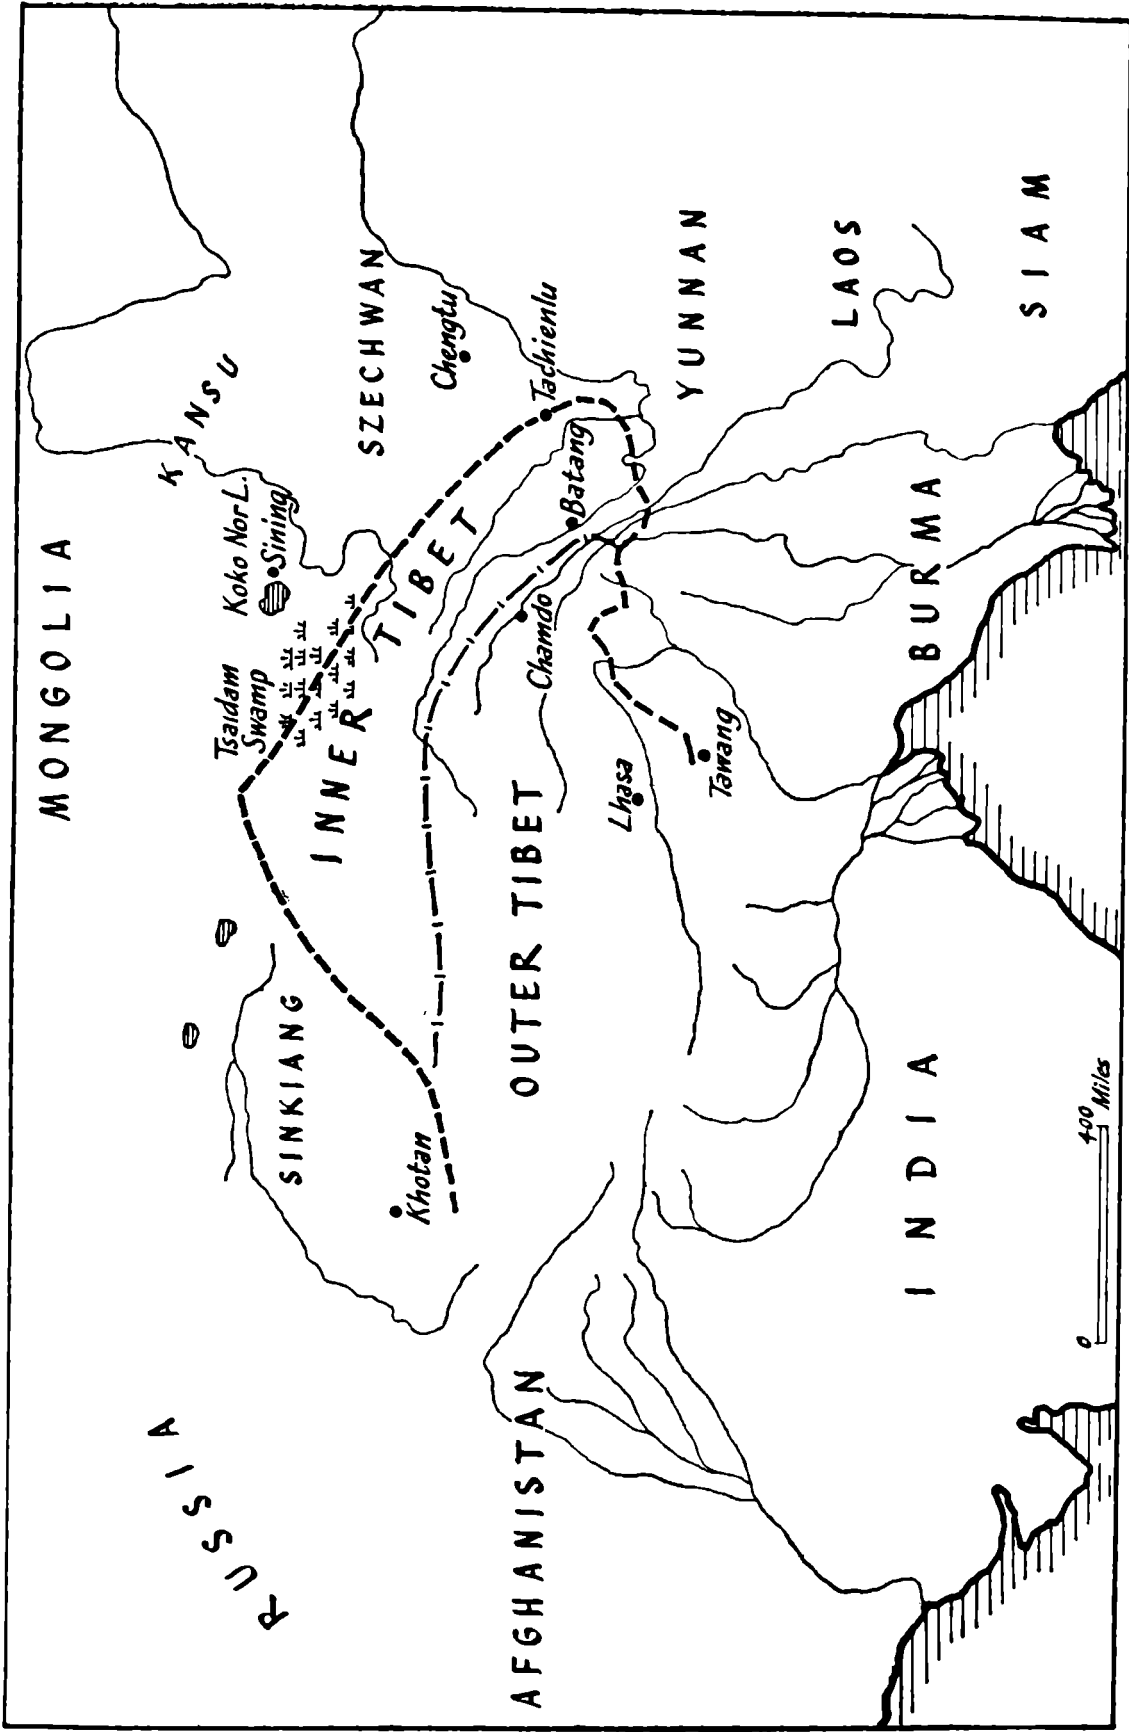 MONGOLIA
RUSSIA
KANSU
Koko Nor L.
Sining
Tsaidam
Swamp
SINKIANG
INNER TIBET
SZECHWAN
Chengtu
Khotan
Tachienlu
Batang
Chamdo
OUTER TIBET
AFGHANISTAN
Lhasa
Tawang
YUNNAN
LAOS
BURMA
INDIA
SIAM
0 400
Miles